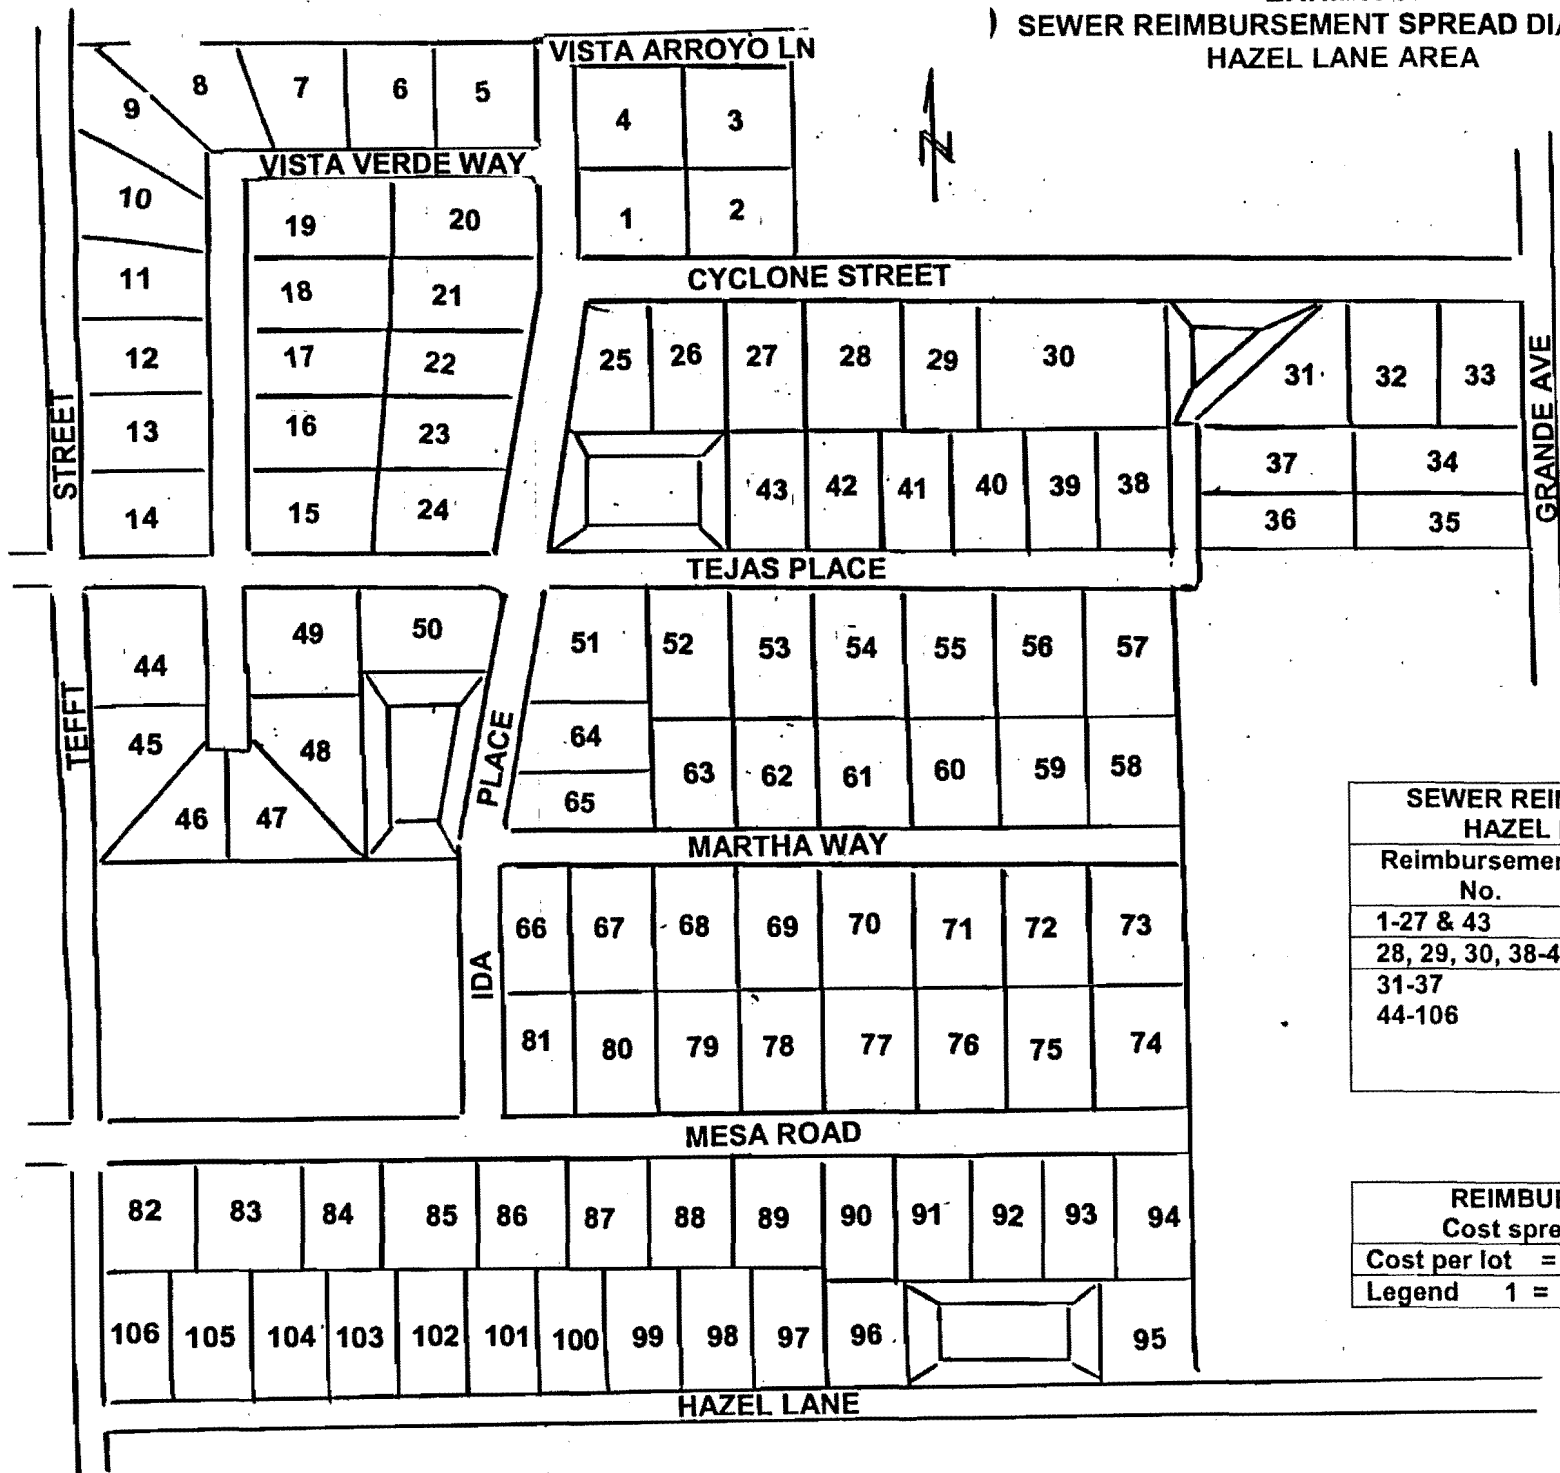 ) SEWER REIMBURSEMENT SPREAD DIA
HAZEL LANE AREA
VISTA ARROYO LN
8 7 6 5
9
4 3
VISTA VERDE WAY
10
19 20
1 2
11
18 21
CYCLONE STREET
12
17 22
25 26 27 28 29 30
31 32 33
13
16 23
14
15 24
43 42 41 40 39 38
37 34
36 35
STREET
GRANDE AVE
TEJAS PLACE
44
49 50
51 52 53 54 55 56 57
45
48
64
63 62 61 60 59 58
46 47
65
TEFFT
PLACE
MARTHA WAY
SEWER REI
HAZEL
Reimburseme
No.
1-27 & 43
28, 29, 30, 38-4
31-37
44-106
66 67 68 69 70 71 72 73
IDA
81 80 79 78 77 76 75 74
MESA ROAD
82 83 84 85 86 87 88 89 90 91 92 93 94
REIMBU
Cost spre
Cost per lot =
Legend 1 =
106 105 104 103 102 101 100 99 98 97 96 95
HAZEL LANE